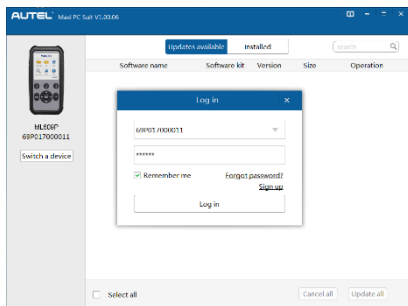 AUTEL Maxi PC Suit V1.00.06
Updates available Installed
search
Software name Software kit Version Size Operation
Log in
69P017000011
******
Remember me Forgot password?
Sign up
Log in
69P017000011
Switch a device
Select all Cancel all Update all